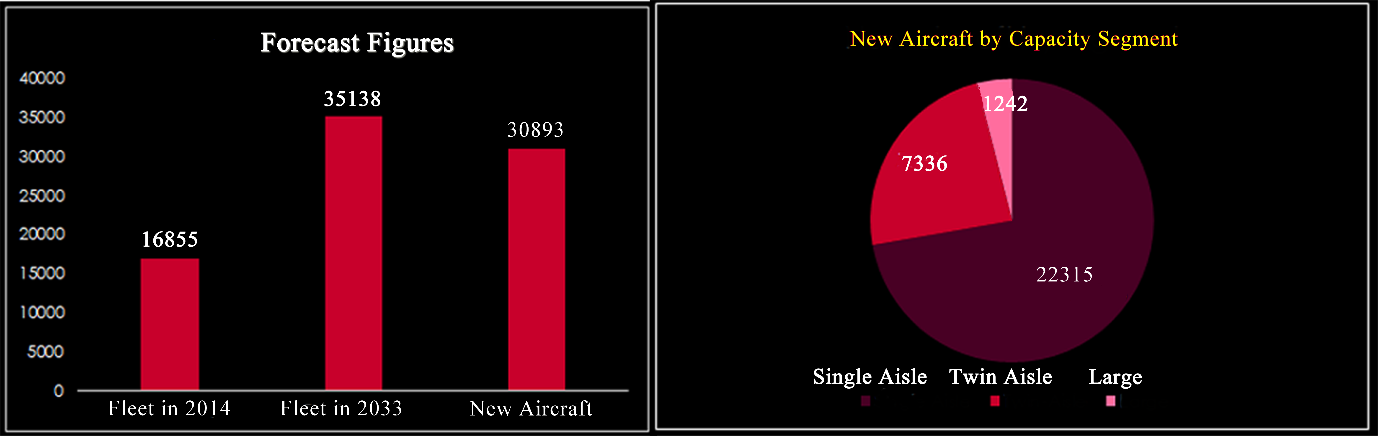 Forecast Figures
40000
35000
30000
25000
20000
15000
10000
5000
0
16855
35138
30893
Fleet in 2014
Fleet in 2033
New Aircraft
New Aircraft by Capacity Segment
1242
7336
22315
Single Aisle
Twin Aisle
Large